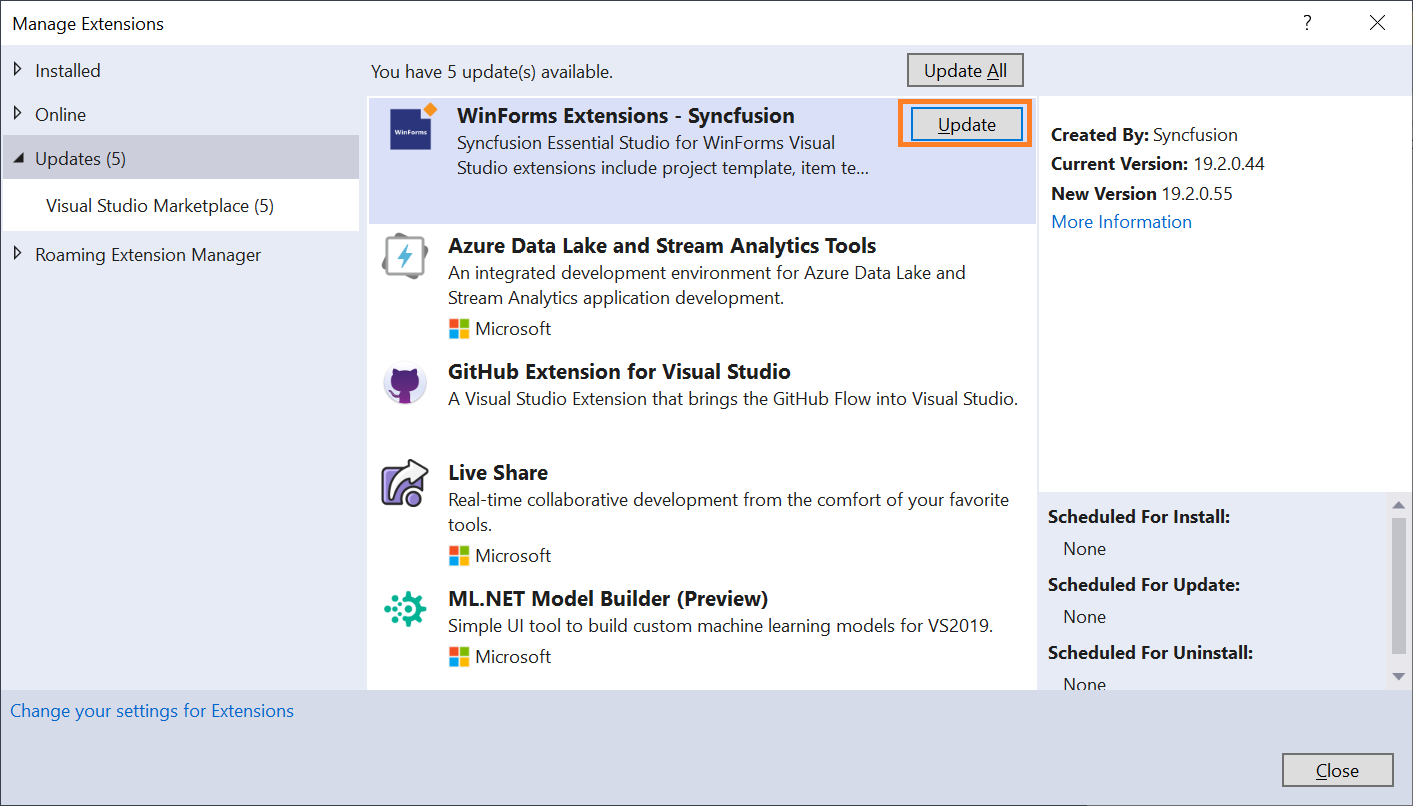 Manage Extensions
?
Installed
Online
Updates (5)
Visual Studio Marketplace (5)
Roaming Extension Manager
You have 5 update(s) available.
Update All
WinForms
WinForms Extensions - Syncfusion
Update
Syncfusion Essential Studio for WinForms Visual
Studio extensions include project template, item te...
Azure Data Lake and Stream Analytics Tools
An integrated development environment for Azure Data Lake and
Stream Analytics application development.
Microsoft
GitHub Extension for Visual Studio
A Visual Studio Extension that brings the GitHub Flow into Visual Studio.
Live Share
Real-time collaborative development from the comfort of your favorite
tools.
Microsoft
ML.NET Model Builder (Preview)
Simple UI tool to build custom machine learning models for VS2019.
Microsoft
Created By: Syncfusion
Current Version: 19.2.0.44
New Version 19.2.0.55
More Information
Scheduled For Install:
None
Scheduled For Update:
None
Scheduled For Uninstall:
None
Change your settings for Extensions
Close